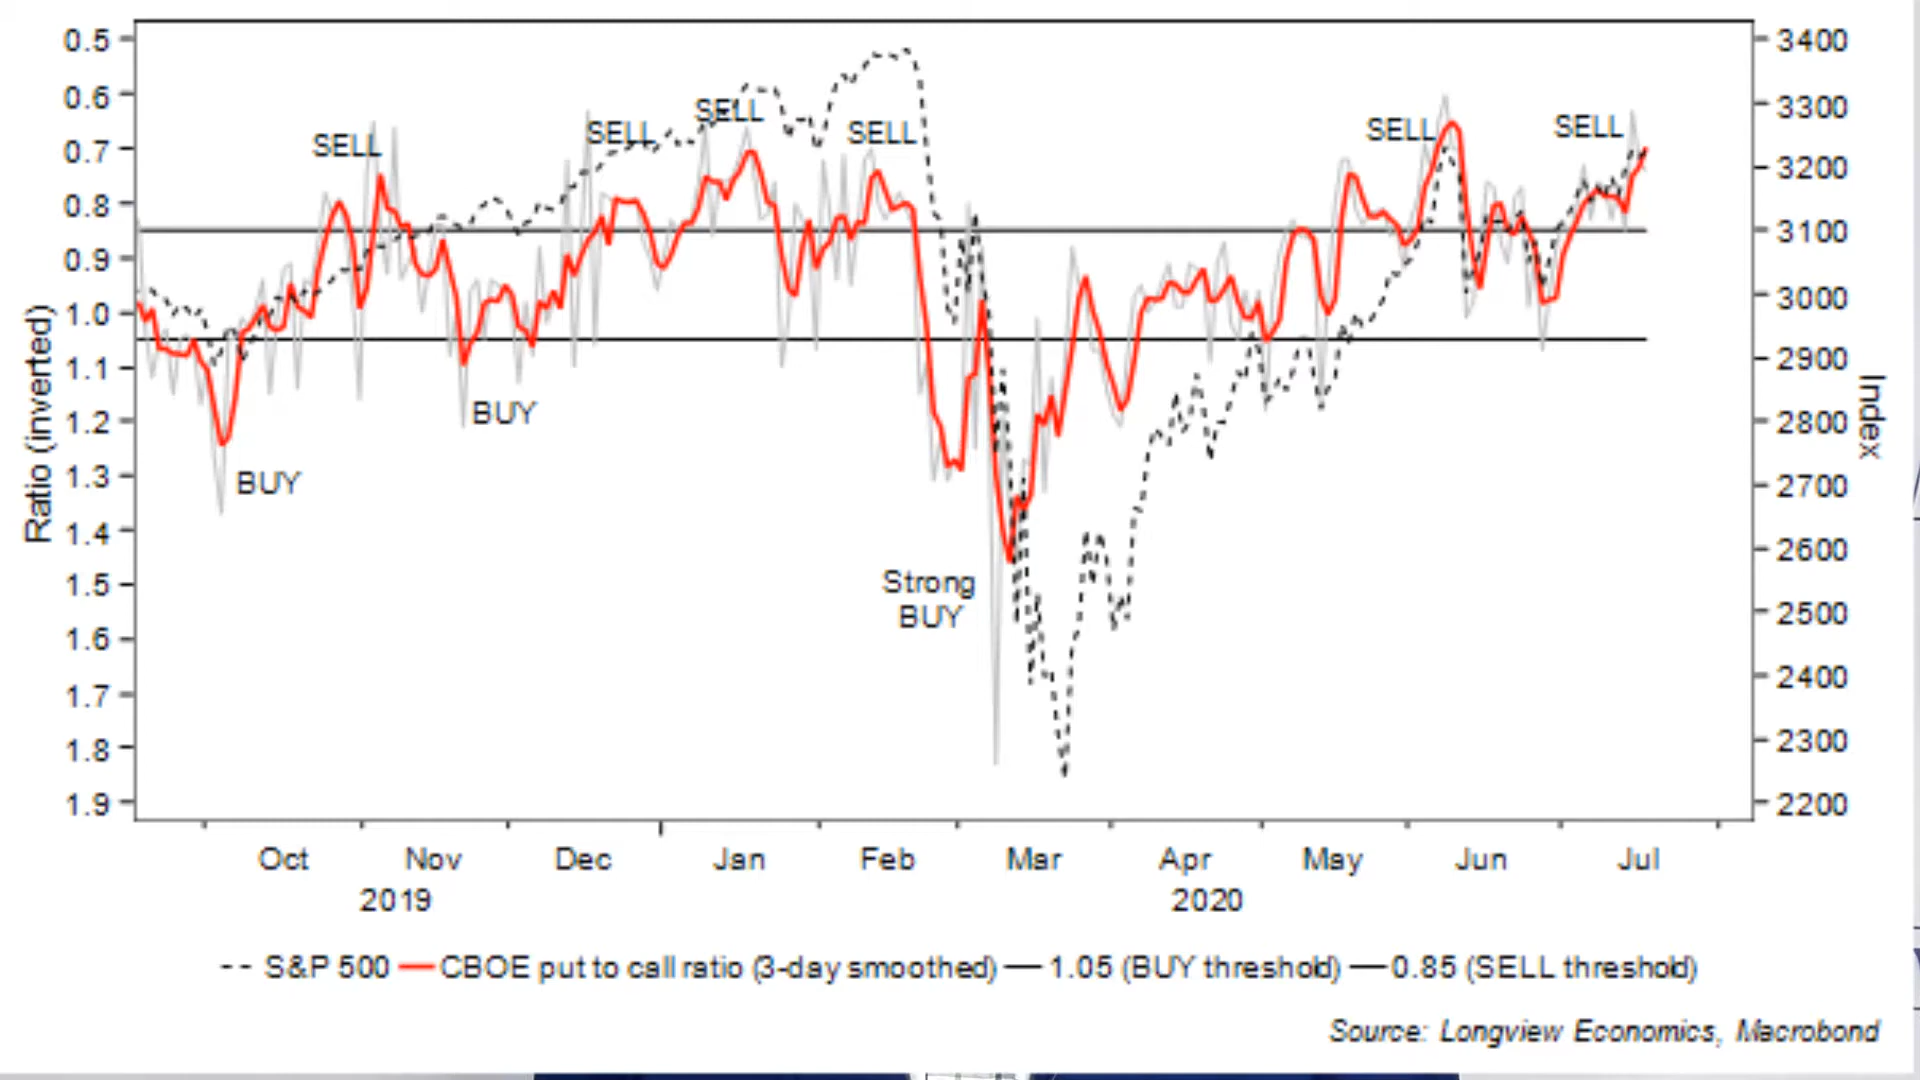 0.5
0.6
0.7
0.8
0.9
1.0
1.1
1.2
1.3
1.4
1.5
1.6
1.7
1.8
1.9
Ratio (inverted)
3400
3300
3200
3100
3000
2900
2800
2700
2600
2500
2400
2300
2200
Index
SELL
SELL
SELL
SELL
SELL
SELL
BUY
BUY
Strong
BUY
Oct Nov Dec Jan Feb Mar Apr May Jun Jul
2019 2020
S&P 500 CBOE put to call ratio (3-day smoothed) 1.05 (BUY threshold) 0.85 (SELL threshold)
Source: Longview Economics, Macrobond